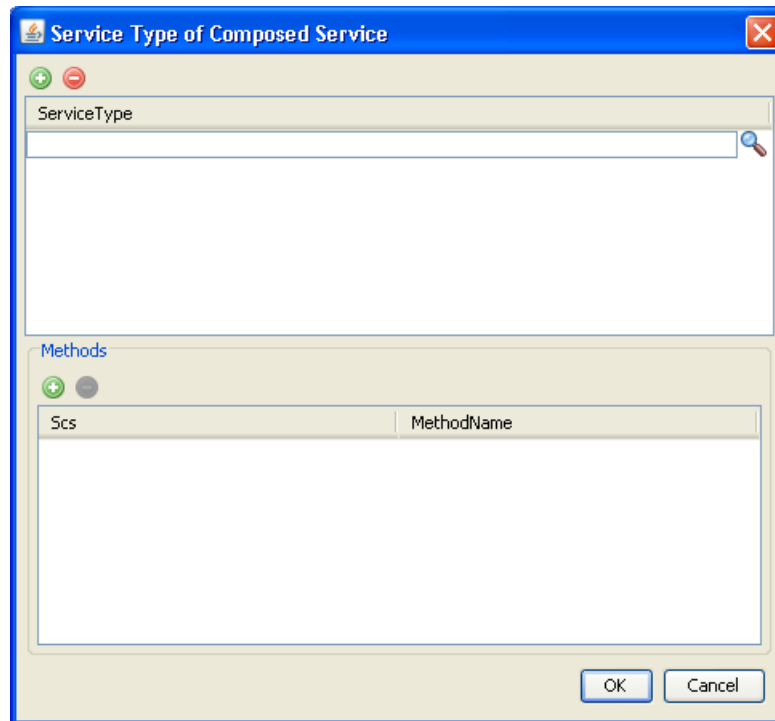 Service Type of Composed Service
ServiceType
Methods
Scs MethodName
OK Cancel